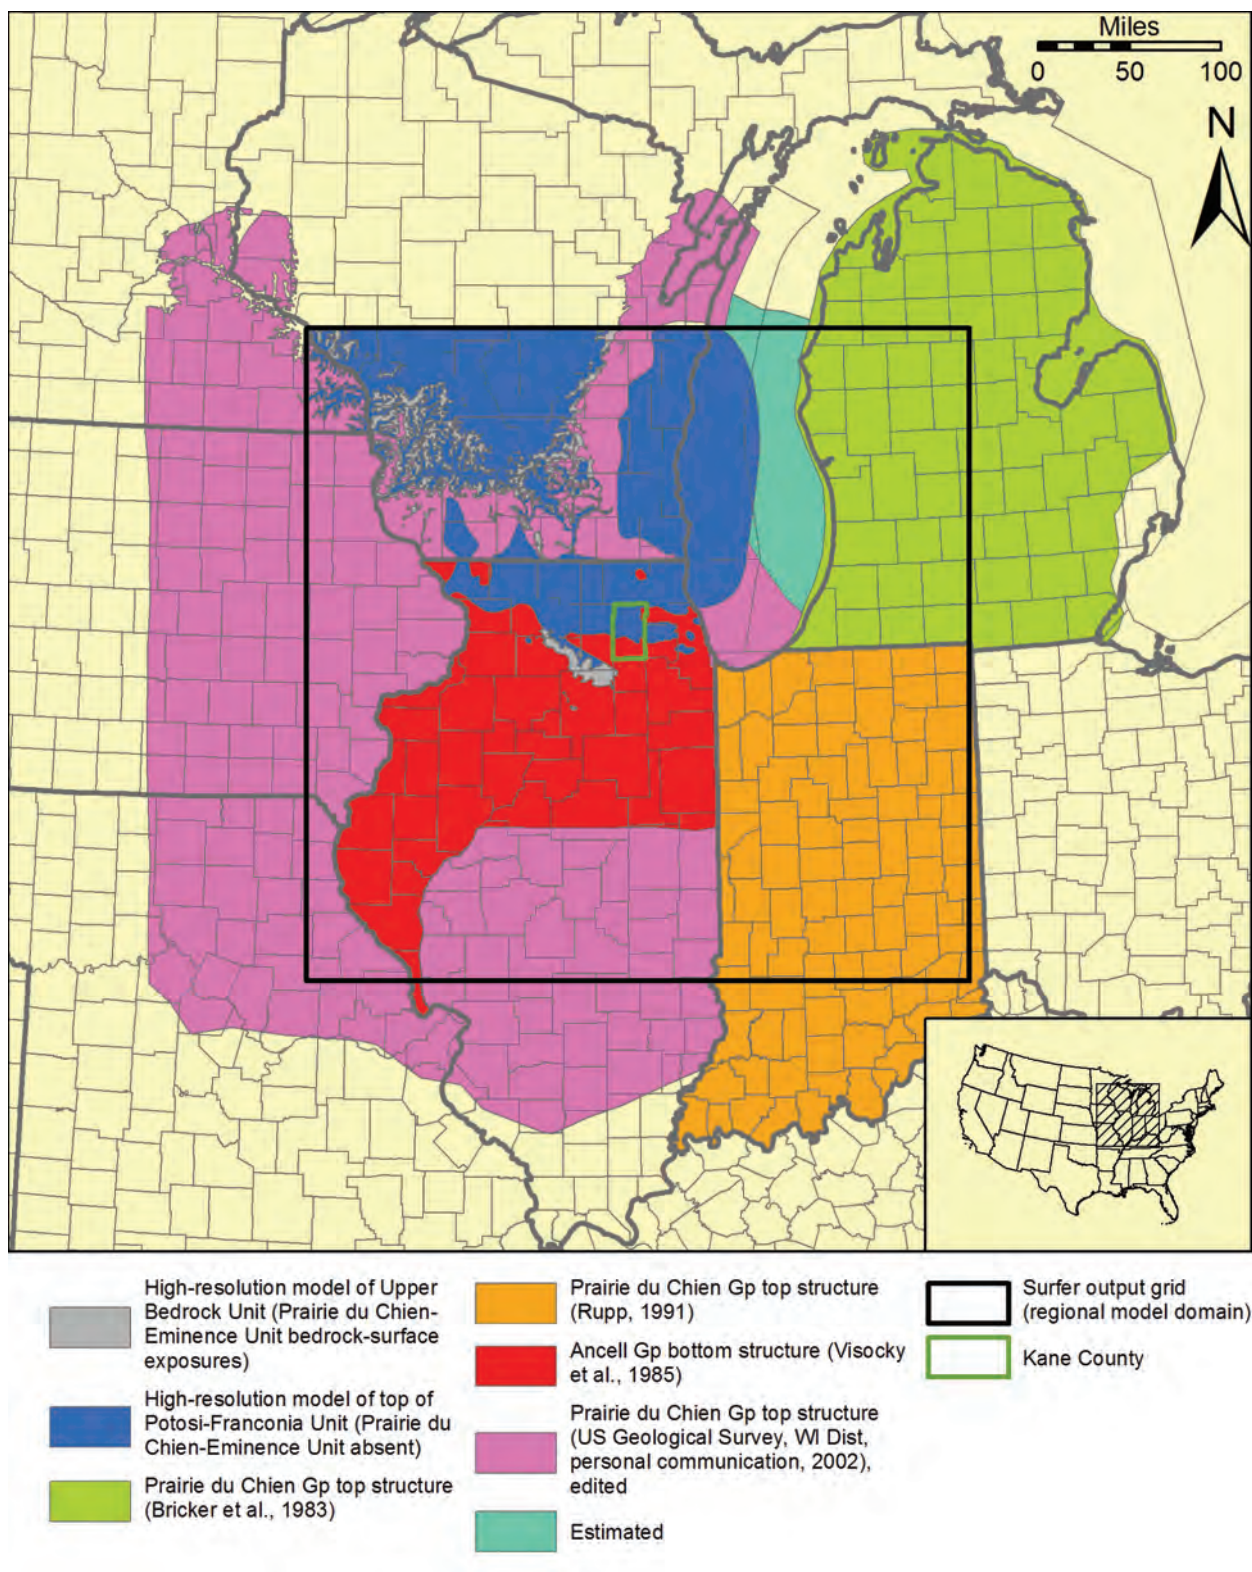 Miles
0 50 100
N
High-resolution model of Upper
Bedrock Unit (Prairie du Chien-
Eminence Unit bedrock-surface
exposures)
High-resolution model of top of
Potosi-Franconia Unit (Prairie du
Chien-Eminence Unit absent)
Prairie du Chien Gp top structure
(Bricker et al., 1983)
Prairie du Chien Gp top structure
(Rupp, 1991)
Ancell Gp bottom structure (Visocky
et al., 1985)
Prairie du Chien Gp top structure
(US Geological Survey, WI Dist,
personal communication, 2002),
edited
Estimated
Surfer output grid
(regional model domain)
Kane County